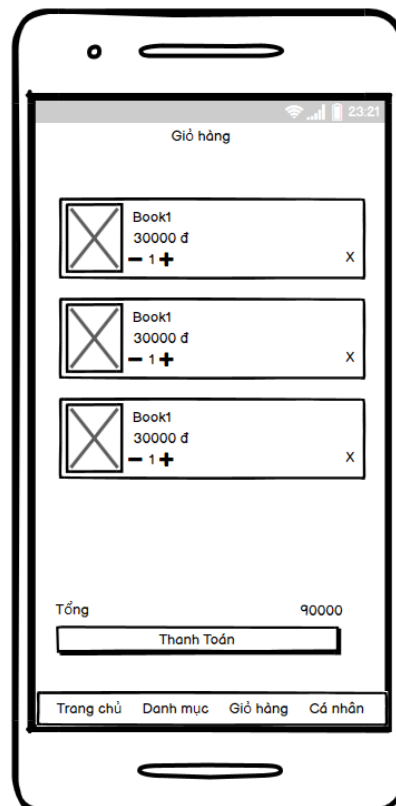 23:21
Giỏ hàng
Book1
30000 đ
1
X
Book1
30000 đ
1
X
Book1
30000 đ
1
X
Tổng 90000
Thanh Toán
Trang chủ Danh mục Giỏ hàng Cá nhân